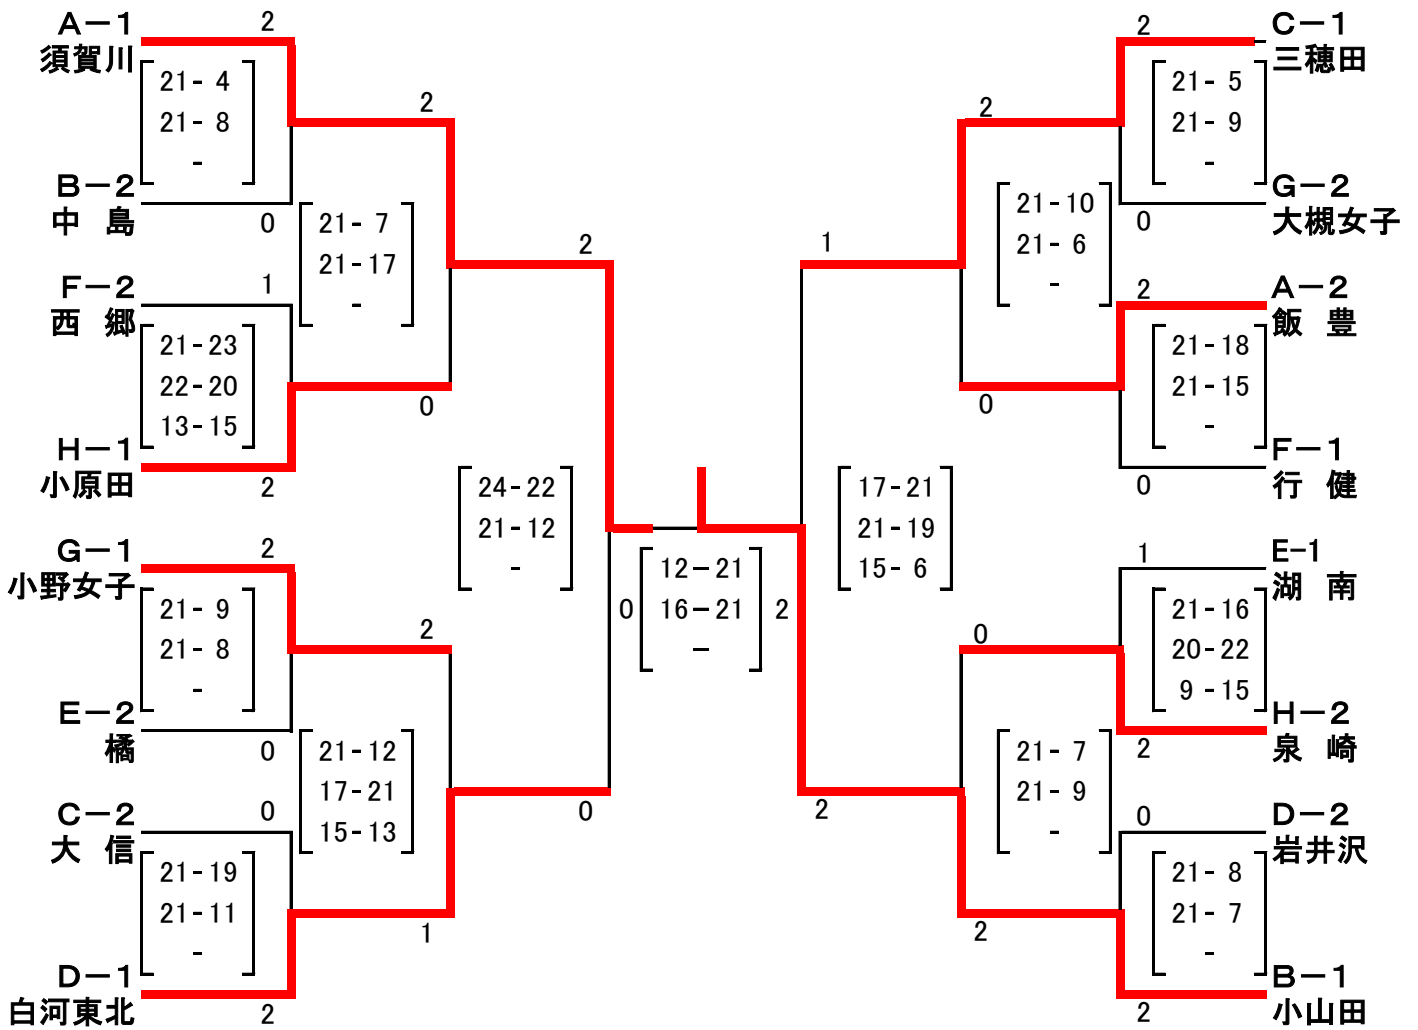 A－1
須賀川
2
21- 4
21- 8
-
B－2
中　島
0
2
21- 7
21-17
-
F－2
西　郷
1
21-23
22-20
13-15
H－1
小原田
2
0
2
24-22
21-12
-
G－1
小野女子
2
21- 9
21- 8
-
E－2
橘
0
2
21-12
17-21
15-13
C－2
大　信
0
21-19
21-11
-
D－1
白河東北
2
1
0
0
12－21
16－21
－
2
C－1
三穂田
2
21- 5
21- 9
-
G－2
大槻女子
0
2
21-10
21- 6
-
A－2
飯　豊
2
21-18
21-15
-
F－1
行　健
0
0
1
17-21
21-19
15- 6
E-1
湖　南
1
21-16
20-22
9 -15
H－2
泉　崎
2
0
21- 7
21- 9
-
D－2
岩井沢
0
21- 8
21- 7
-
B－1
小山田
2
2
2